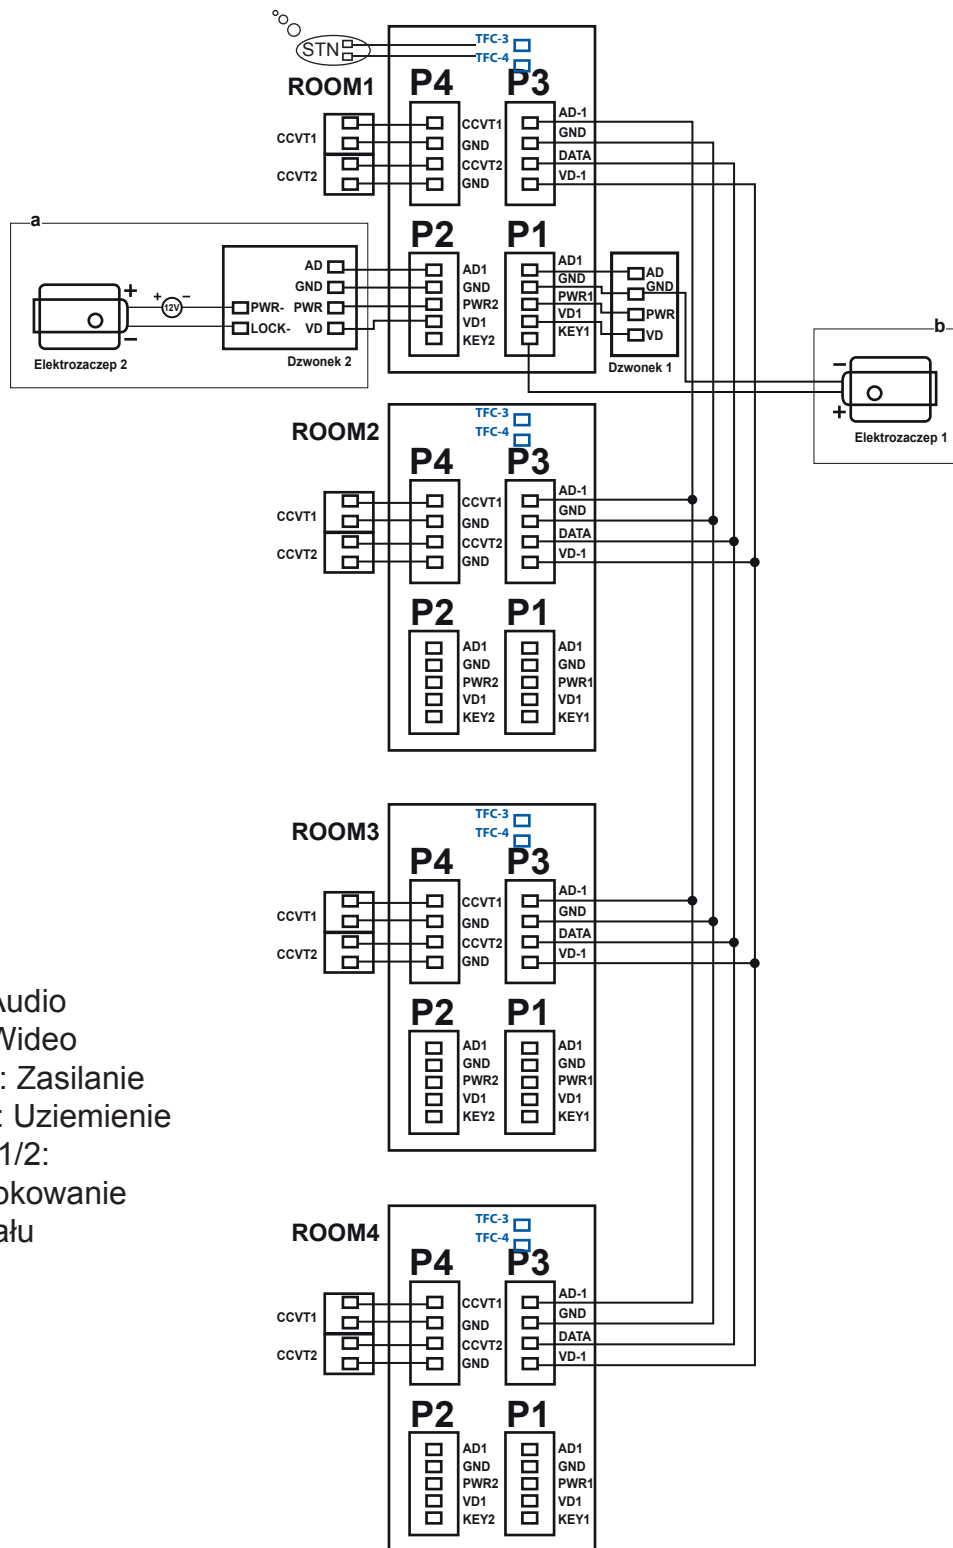 STN
TFC-3
TFC-4
ROOM1
P4
P3
CCVT1
CCVT2
CCVT1
GND
CCVT2
GND
AD-1
GND
DATA
VD-1
a
P2
P1
AD
GND
PWR- PWR
LOCK- VD
+
-
+ 12V -
Elektrozaczep 2
Dzwonek 2
AD1
GND
PWR2
VD1
KEY2
AD1
GND
PWR1
VD1
KEY1
AD
GND
PWR
VD
Dzwonek 1
b
-
+
Elektrozaczep 1
ROOM2
TFC-3
TFC-4
P4
P3
CCVT1
CCVT2
CCVT1
GND
CCVT2
GND
AD-1
GND
DATA
VD-1
P2
P1
AD1
GND
PWR2
VD1
KEY2
AD1
GND
PWR1
VD1
KEY1
ROOM3
TFC-3
TFC-4
P4
P3
CCVT1
CCVT2
CCVT1
GND
CCVT2
GND
AD-1
GND
DATA
VD-1
P2
P1
AD1
GND
PWR2
VD1
KEY2
AD1
GND
PWR1
VD1
KEY1
Audio
Wideo
: Zasilanie
: Uziemienie
1/2:
okowanie
ału
ROOM4
TFC-3
TFC-4
P4
P3
CCVT1
CCVT2
CCVT1
GND
CCVT2
GND
AD-1
GND
DATA
VD-1
P2
P1
AD1
GND
PWR2
VD1
KEY2
AD1
GND
PWR1
VD1
KEY1